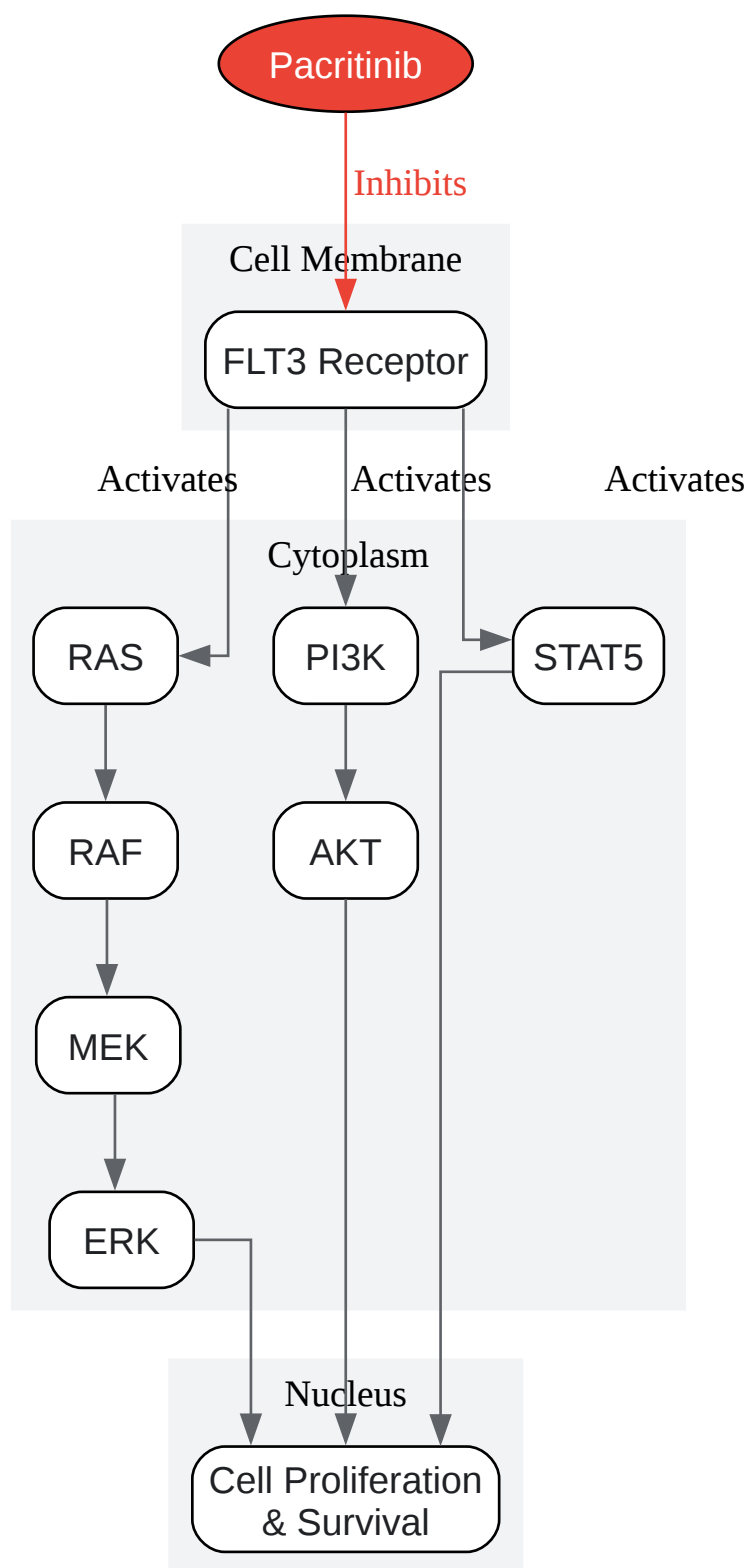 Pacritinib
Inhibits
Cell Membrane
FLT3 Receptor
Activates
Activates
Activates
Cytoplasm
RAS
PI3K
STAT5
RAF
AKT
MEK
ERK
Nucleus
Cell Proliferation
& Survival